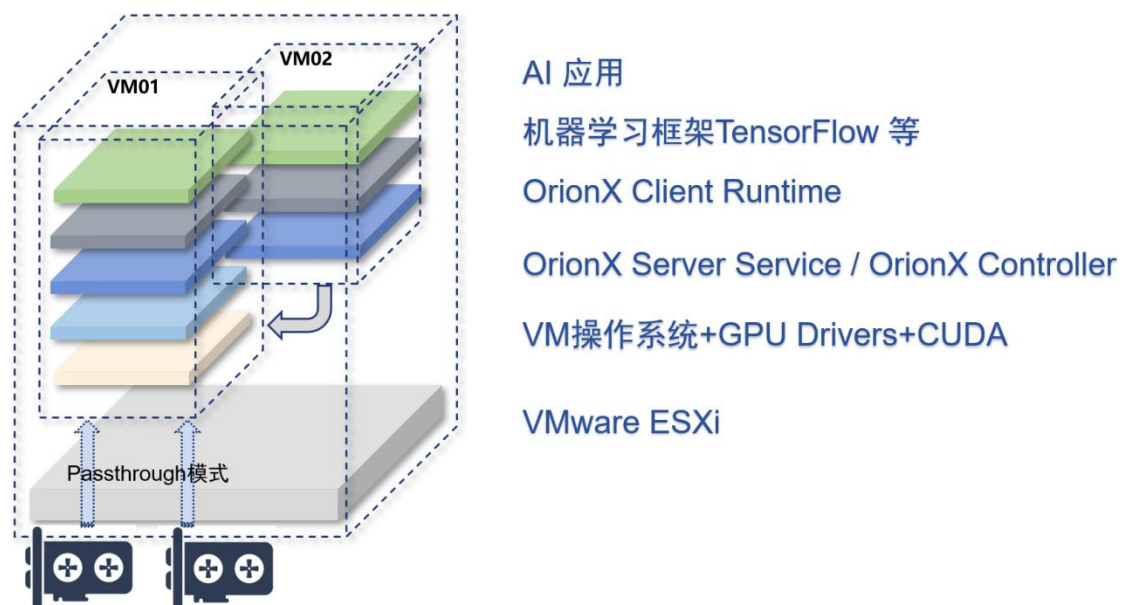 VM02
VM01
AI 应用
机器学习框架TensorFlow 等
OrionX Client Runtime
OrionX Server Service / OrionX Controller
VM操作系统+GPU Drivers+CUDA
VMware ESXi
Passthrough模式